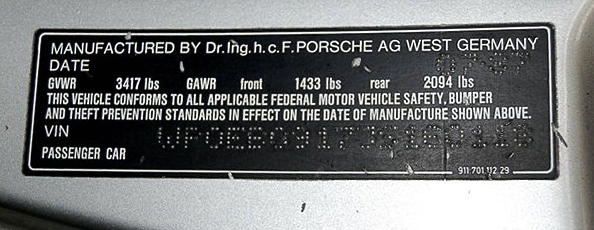 MANUFACTURED BY Dr.Ing.h.c.F.PORSCHE AG WEST GERMANY
DATE
GVWR 3417 lbs GAWR front 1433 lbs rear 2094 lbs
THIS VEHICLE CONFORMS TO ALL APPLICABLE FEDERAL MOTOR VEHICLE SAFETY, BUMPER
AND THEFT PREVENTION STANDARDS IN EFFECT ON THE DATE OF MANUFACTURE SHOWN ABOVE.
VIN
PASSENGER CAR
911 701 112 29